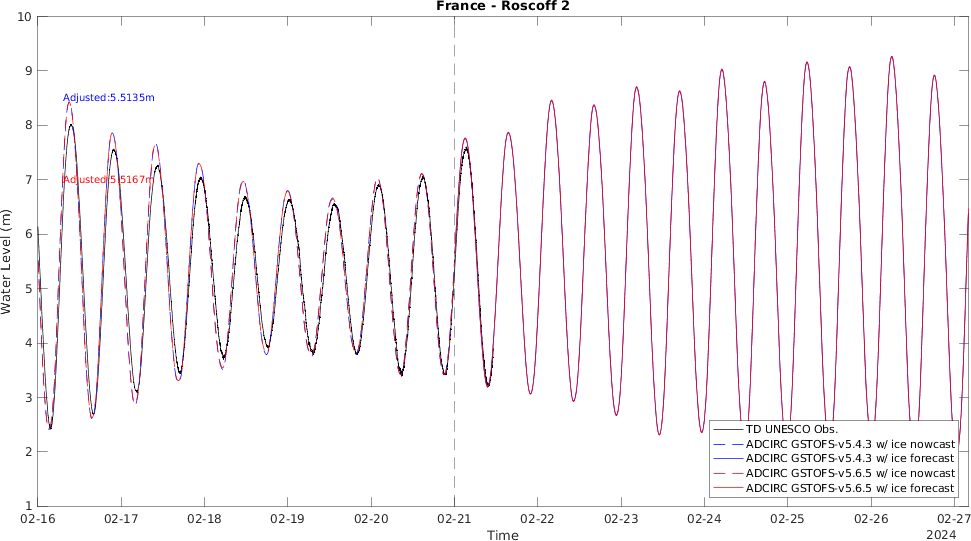 France - Roscoff 2
10
9
8
7
6
5
4
3
2
1
Water Level (m)
Adjusted:5.5135m
Adjusted:5.5167m
TD UNESCO Obs.
ADCIRC GSTOFS-v5.4.3 w/ ice nowcast
ADCIRC GSTOFS-v5.4.3 w/ ice forecast
ADCIRC GSTOFS-v5.6.5 w/ ice nowcast
ADCIRC GSTOFS-v5.6.5 w/ ice forecast
02-16 02-17 02-18 02-19 02-20 02-21 02-22 02-23 02-24 02-25 02-26 02-27
Time
2024